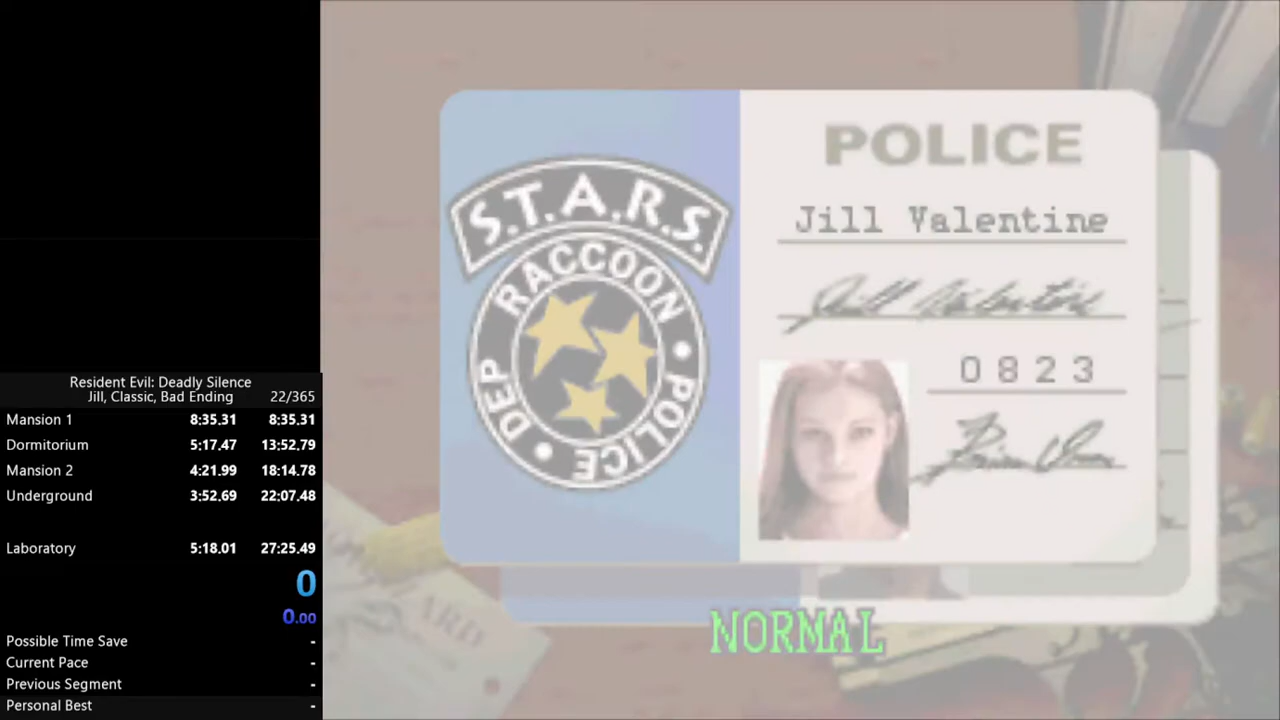 Resident Evil: Deadly Silence
Jill, Classic, Bad Ending 22/365
Mansion 1 8:35.31 8:35.31
Dormitorium 5:17.47 13:52.79
Mansion 2 4:21.99 18:14.78
Underground 3:52.69 22:07.48
Laboratory 5:18.01 27:25.49
0
0.00
Possible Time Save -
Current Pace -
Previous Segment -
Personal Best -
S.T.A.R.S.
RACCOON • POLICE • DEP
POLICE
Jill Valentine
Jill Valentine
0823
NORMAL